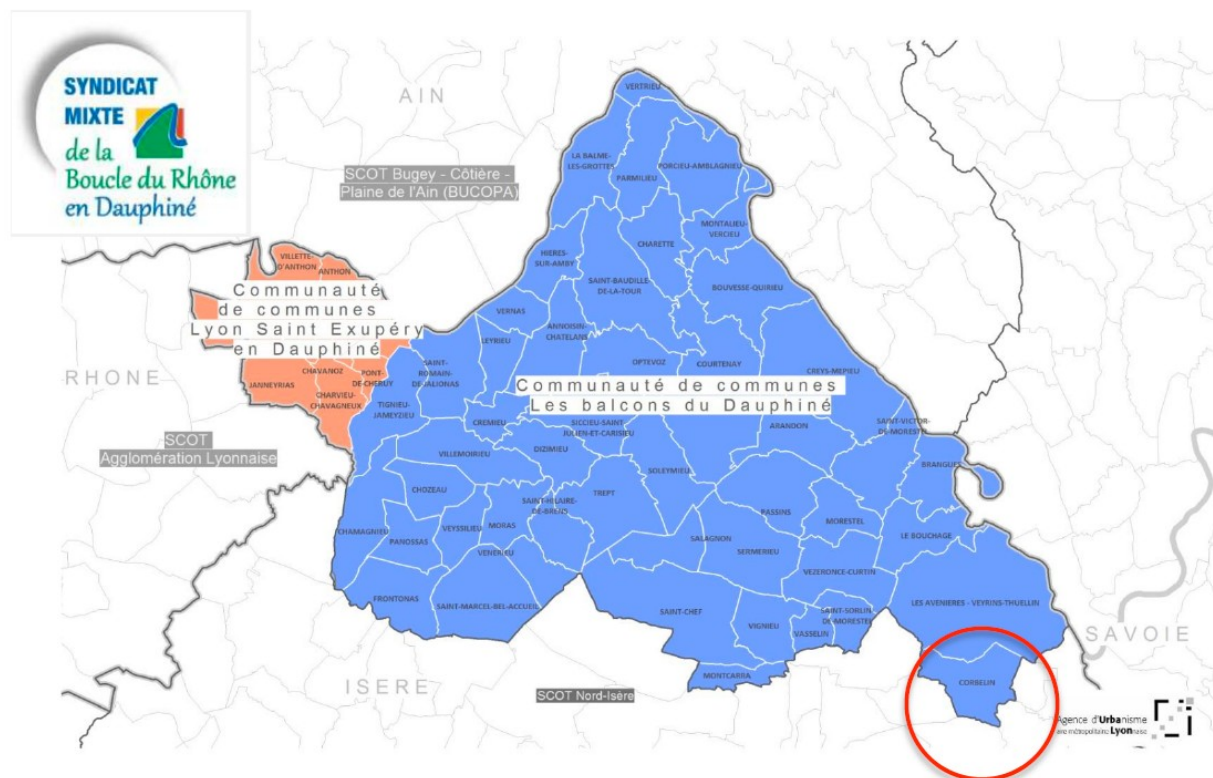 SYNDICAT
MIXTE
de la
Boucle du Rhône
en Dauphiné
AIN
SCOT Bugey - Côtière -
Plaine de l'Ain (BUCOPA)
VERTRIEU
LA BALME-
LES-GROTTES
PARMILIEU
PORCIEU-AMBLAGNIEU
MONTALIEU-
VERCIEU
CHARETTE
HIERES-
SUR-AMBY
SAINT-BAUDILLE-
DE-LA-TOUR
BOUVESSE-QUIRIEU
VILLETTE-
D'ANTHON
ANTHON
Communauté
de communes
Lyon Saint Exupéry
en Dauphiné
VERNAS
LEYRIEU
ANNOISIN-
CHATELANS
OPTEVOZ
COURTENAY
CREYS-MEPIEU
RHONE
JANNEYRIAS
CHAVANOZ
PONT-
DE-CHERUY
CHARVIEU-
CHAVAGNEUX
TIGNIEU-
JAMEYZIEU
SAINT-
ROMAIN-
DE-JALIONAS
Communauté de communes
Les balcons du Dauphiné
SCOT
Agglomération Lyonnaise
CREMIEU
SICCIEU-SAINT
JULIEN-ET-CARISIEU
ARANDON
SAINT-VICTOR-
DE-MORESTEL
VILLEMOIRIEU
DIZIMIEU
SOLEYMIEU
BRANGUES
CHOZEAU
SAINT-HILAIRE-
DE-BRENS
TREPT
PASSINS
MORESTEL
CHAMAGNIEU
PANOSSAS
VEYSSILIEU
MORAS
VENERIEU
SALAGNON
SERMERIEU
LE BOUCHAGE
VEZERONCE-CURTIN
FRONTONAS
SAINT-MARCEL-BEL-ACCUEIL
SAINT-CHEF
VIGNIEU
VASSELIN
SAINT-SORLIN-
DE-MORESTEL
LES AVENIERES - VEYRINS-THUELLIN
SAVOIE
ISERE
MONTCARRA
SCOT Nord-Isère
CORBELIN
Agence d'Urbanisme
aire métropolitaine Lyonnaise